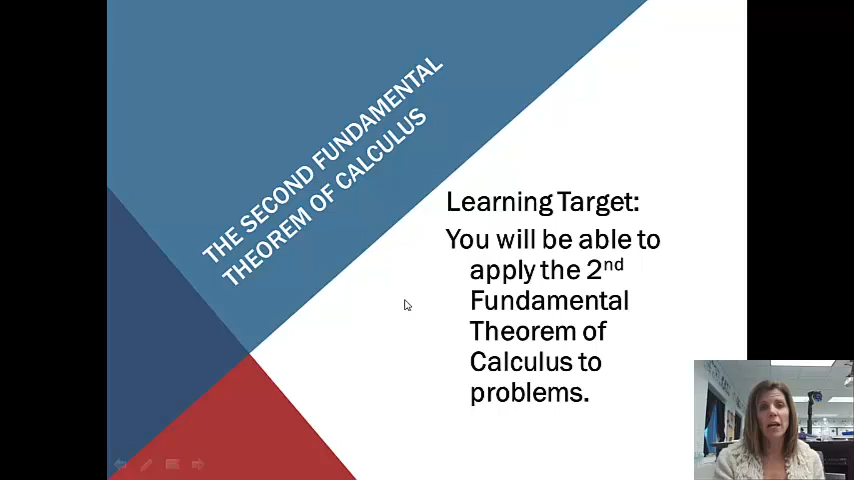 THE SECOND FUNDAMENTAL
THEOREM OF CALCULUS
Learning Target:
You will be able to
apply the 2nd
Fundamental
Theorem of
Calculus to
problems.